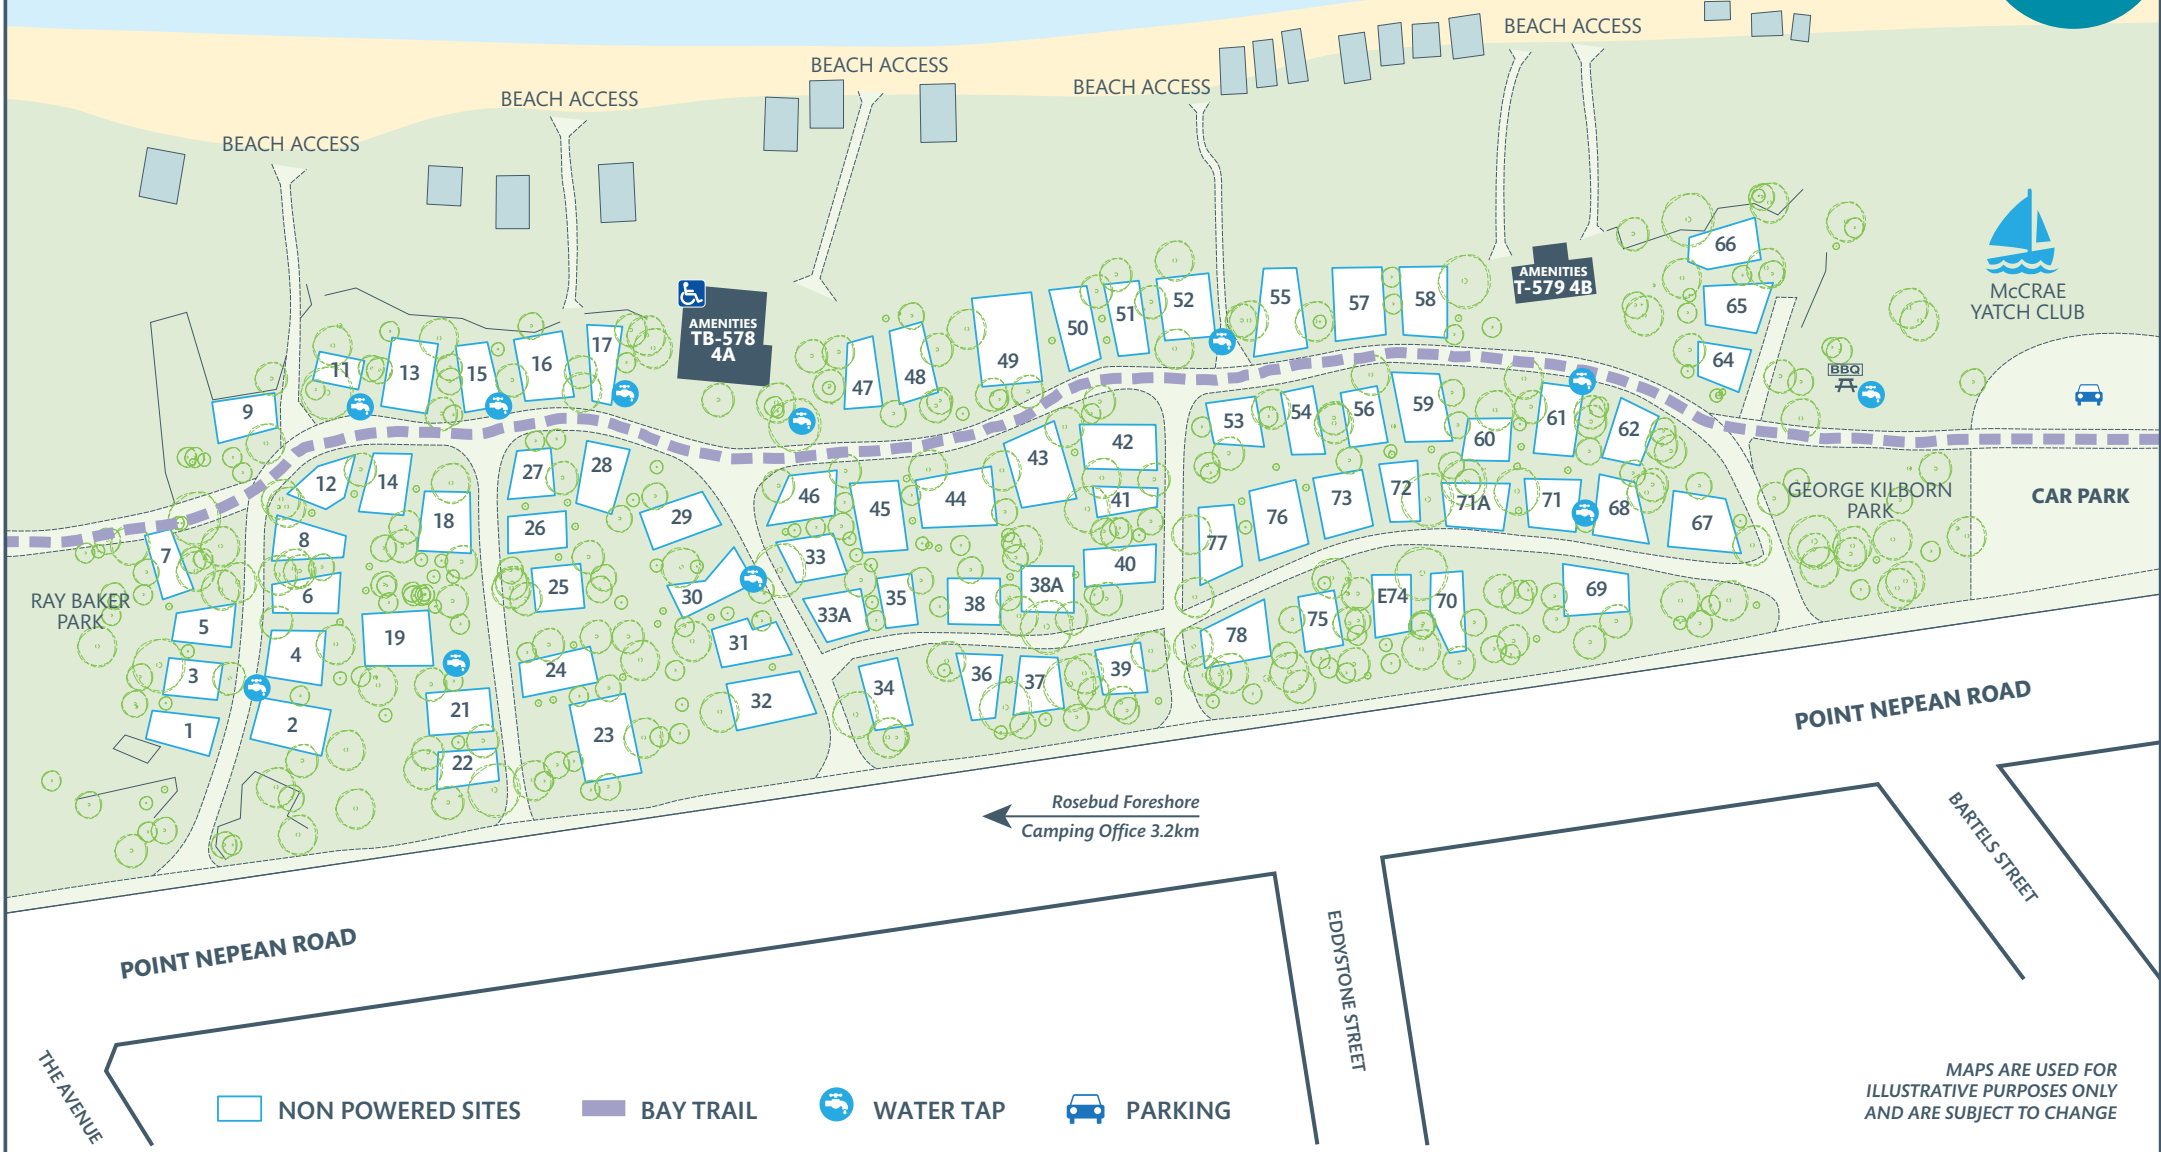 BEACH ACCESS
BEACH ACCESS
BEACH ACCESS
BEACH ACCESS
BEACH ACCESS
McCRAE
YATCH CLUB
AMENITIES
TB-578
4A
AMENITIES
T-579 4B
BBQ
RAY BAKER
PARK
GEORGE KILBORN
PARK
CAR PARK
1
2
3
4
5
6
7
8
9
11
12
13
14
15
16
17
18
19
21
22
23
24
25
26
27
28
29
30
31
32
33
33A
34
35
36
37
38
38A
39
40
41
42
43
44
45
46
47
48
49
50
51
52
53
54
55
56
57
58
59
60
61
62
64
65
66
67
68
69
70
71
71A
72
73
E74
75
76
77
78
POINT NEPEAN ROAD
Rosebud Foreshore
Camping Office 3.2km
POINT NEPEAN ROAD
BARTELS STREET
EDDYSTONE STREET
THE AVENUE
NON POWERED SITES
BAY TRAIL
WATER TAP
PARKING
MAPS ARE USED FOR
ILLUSTRATIVE PURPOSES ONLY
AND ARE SUBJECT TO CHANGE